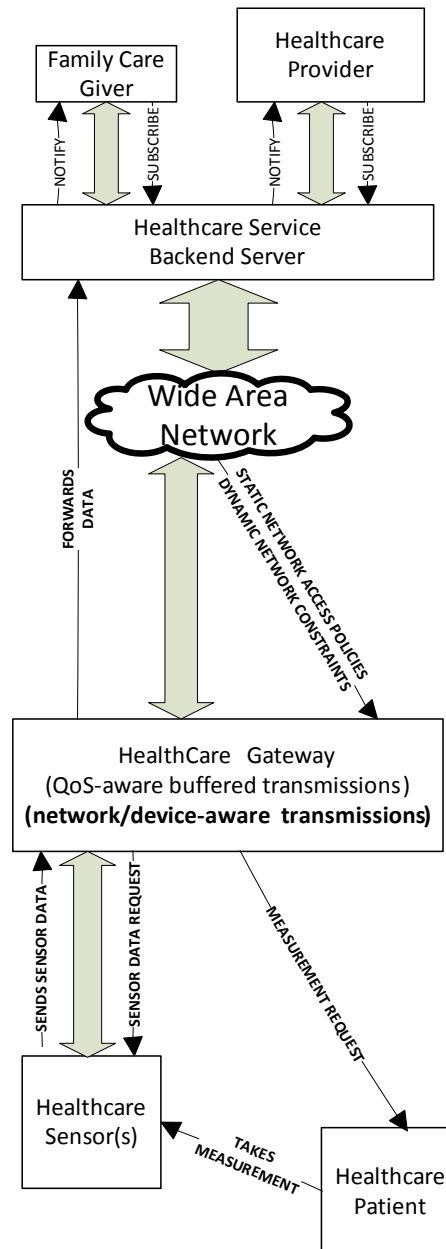 Family Care
Giver
Healthcare
Provider
NOTIFY
SUBSCRIBE
NOTIFY
SUBSCRIBE
Healthcare Service
Backend Server
Wide Area
Network
FORWARDS
DATA
STATIC NETWORK ACCESS POLICIES
DYNAMIC NETWORK CONSTRAINTS
HealthCare Gateway
(QoS-aware buffered transmissions)
(network/device-aware transmissions)
SENDS SENSOR DATA
SENSOR DATA REQUEST
MEASUREMENT REQUEST
Healthcare
Sensor(s)
TAKES
MEASUREMENT
Healthcare
Patient